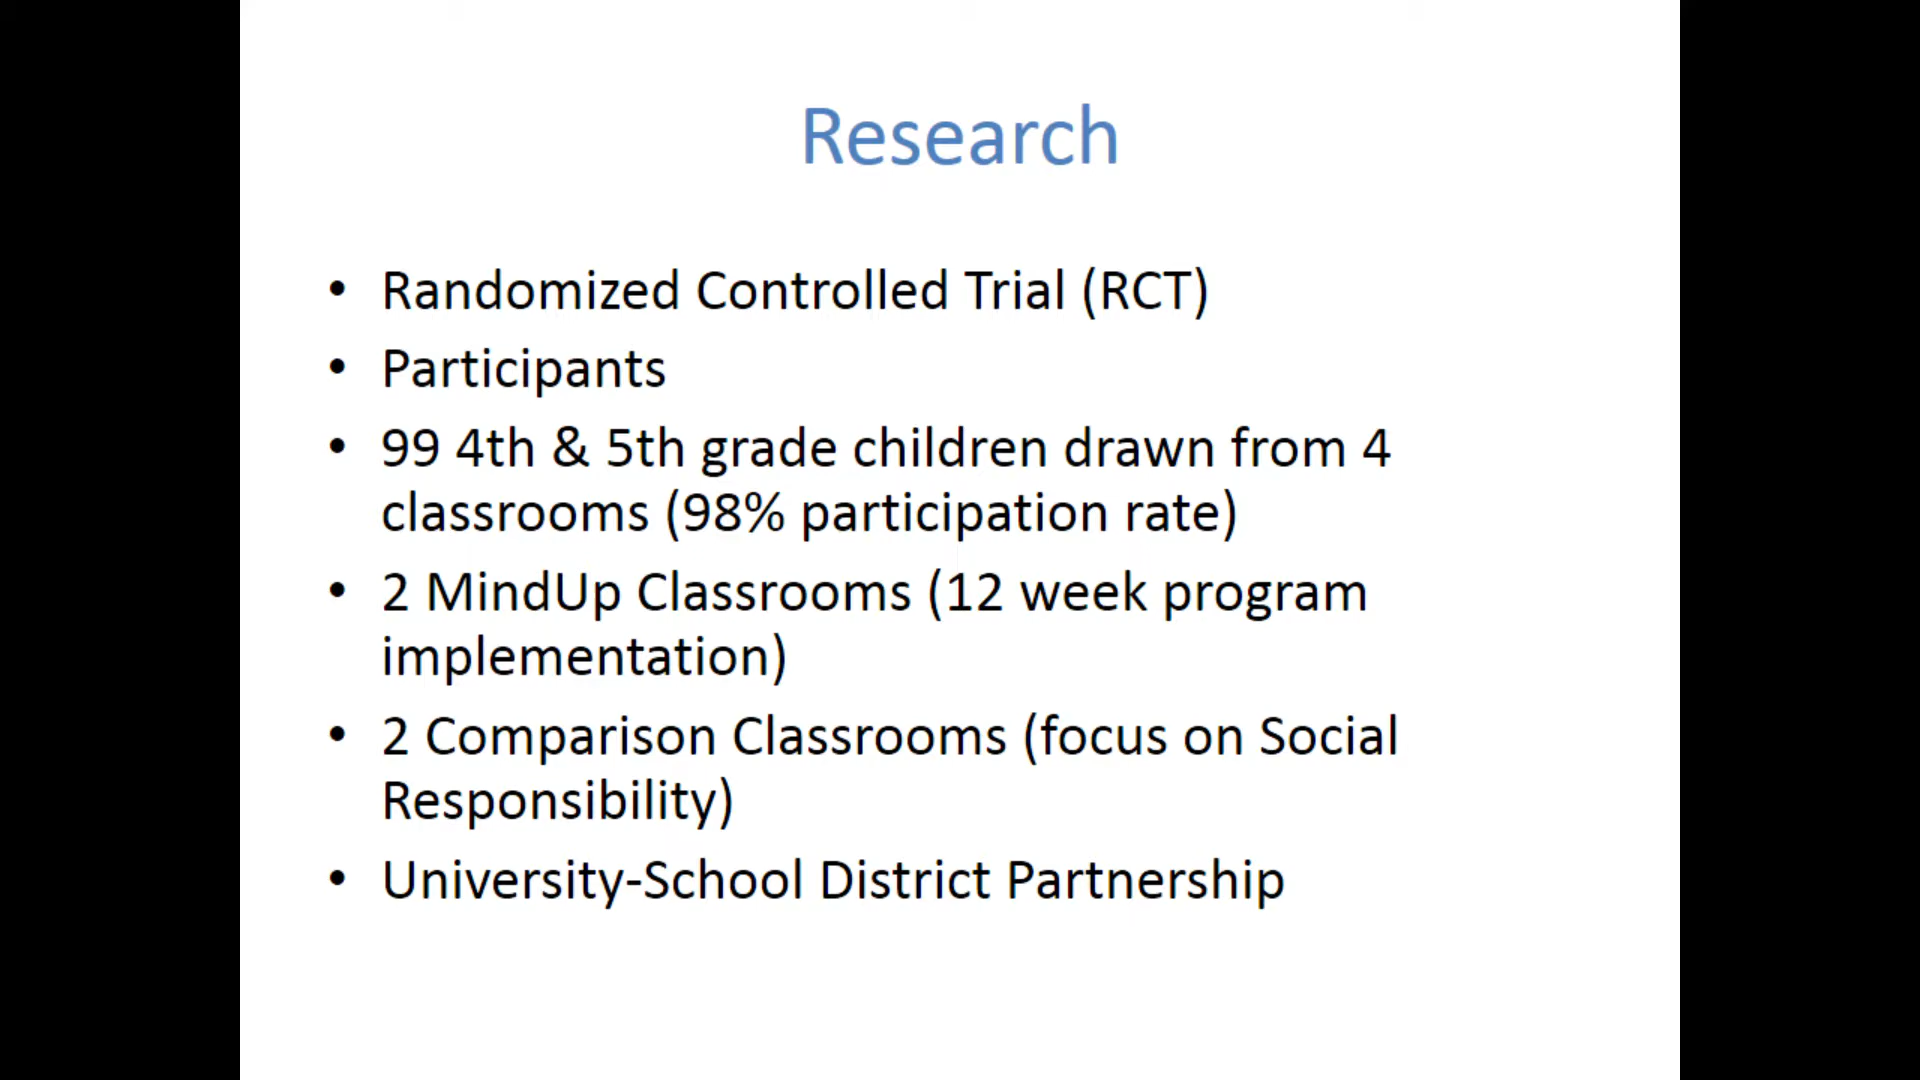 Research
• Randomized Controlled Trial (RCT)
• Participants
• 99 4th & 5th grade children drawn from 4
classrooms (98% participation rate)
• 2 MindUp Classrooms (12 week program
implementation)
• 2 Comparison Classrooms (focus on Social
Responsibility)
• University-School District Partnership